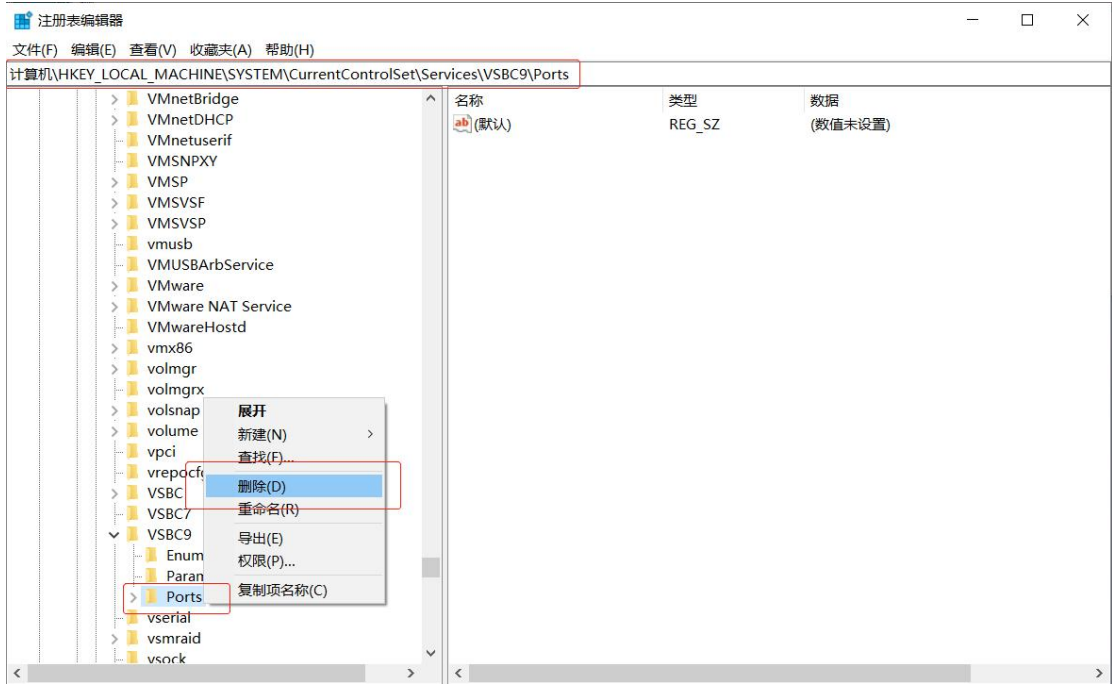 注册表编辑器
文件(F) 编辑(E) 查看(V) 收藏夹(A) 帮助(H)
计算机\HKEY_LOCAL_MACHINE\SYSTEM\CurrentControlSet\Services\VSBC9\Ports
VMnetBridge
VMnetDHCP
VMnetuserif
VMSNPXY
VMSP
VMSVSF
VMSVSP
vmusb
VMUSBArbService
VMware
VMware NAT Service
VMwareHostd
vmx86
volmgr
volmgrx
volsnap
volume
vpci
vrepocf
VSBC
VSBC7
VSBC9
Enum
Param
Ports
vserial
vsmraid
vsock
展开
新建(N)
查找(F)...
删除(D)
重命名(R)
导出(E)
权限(P)...
复制项名称(C)
名称 类型 数据
ab (默认) REG_SZ (数值未设置)